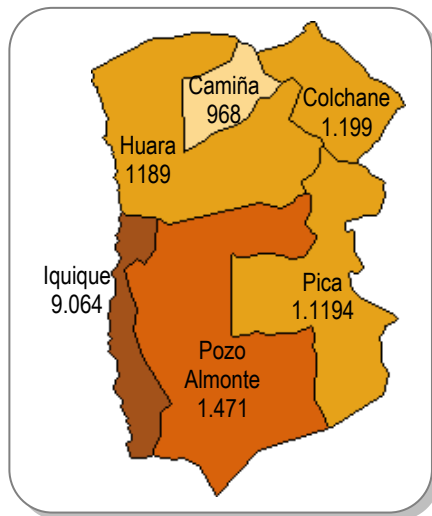 Camiña
968
Colchane
1.199
Huara
1189
Iquique
9.064
Pica
1.1194
Pozo
Almonte
1.471